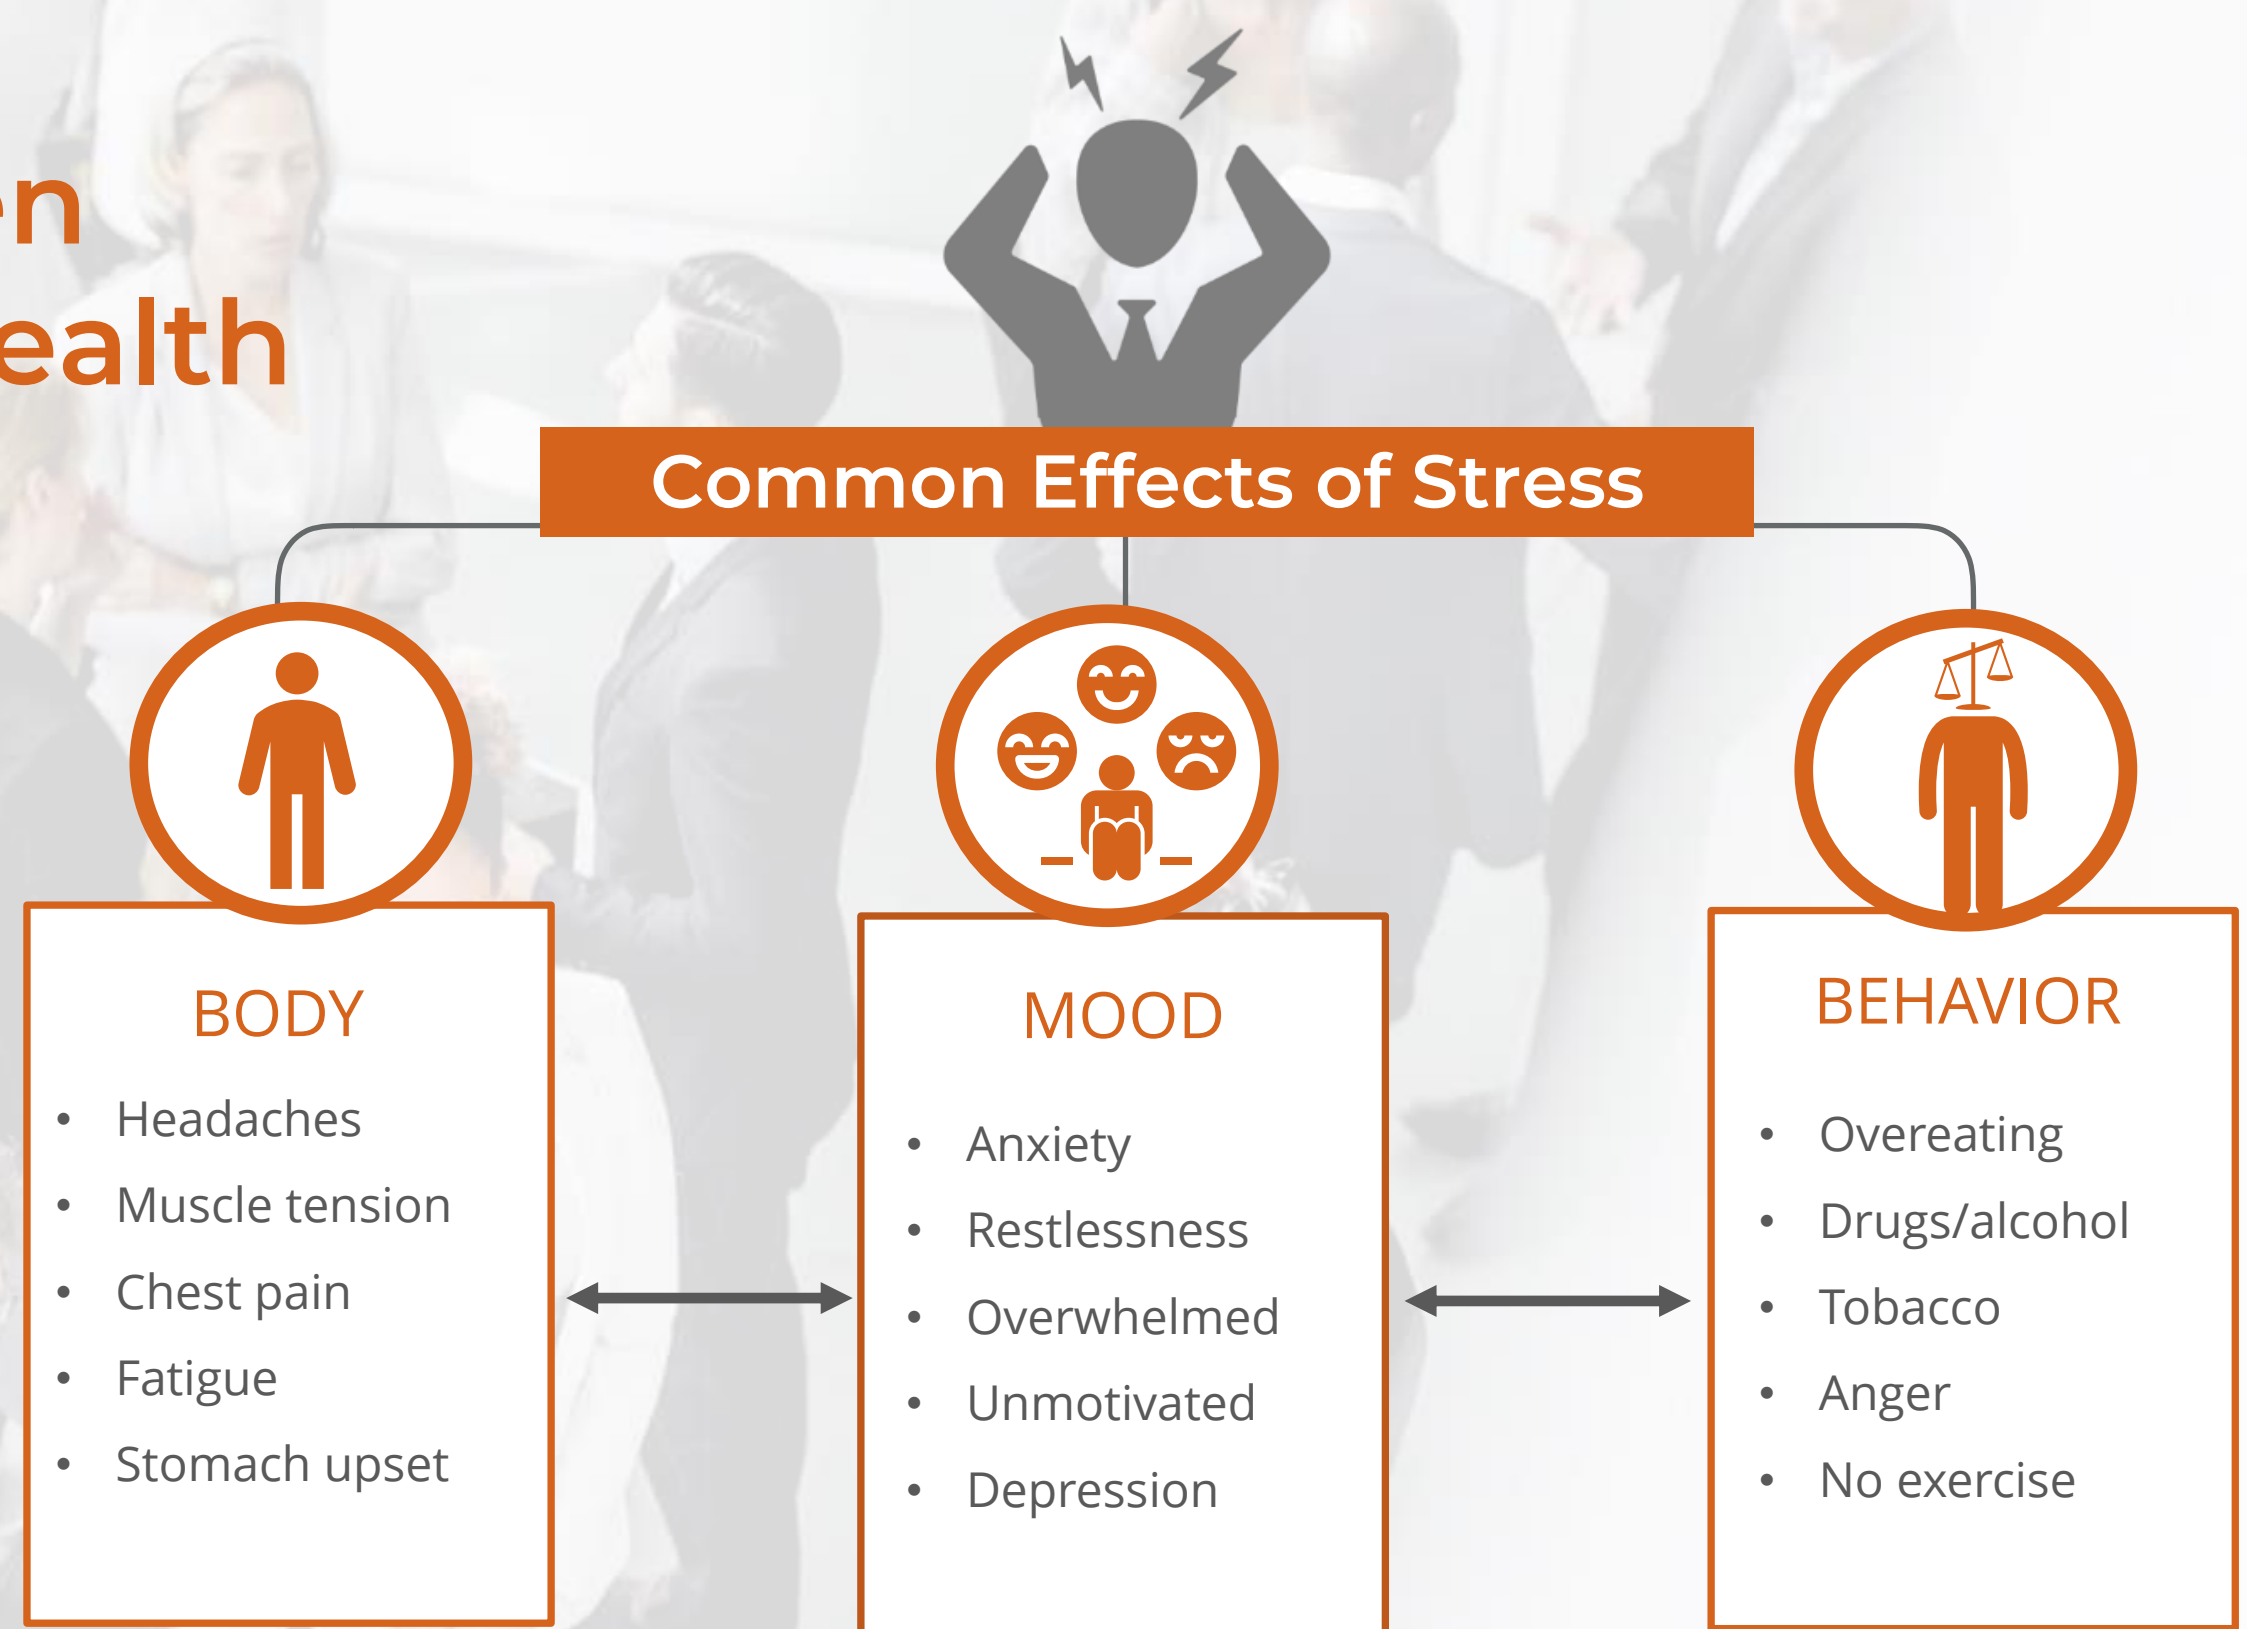 en
ealth
Common Effects of Stress
BODY
• Headaches
• Muscle tension
• Chest pain
• Fatigue
• Stomach upset
MOOD
• Anxiety
• Restlessness
• Overwhelmed
• Unmotivated
• Depression
BEHAVIOR
• Overeating
• Drugs/alcohol
• Tobacco
• Anger
• No exercise